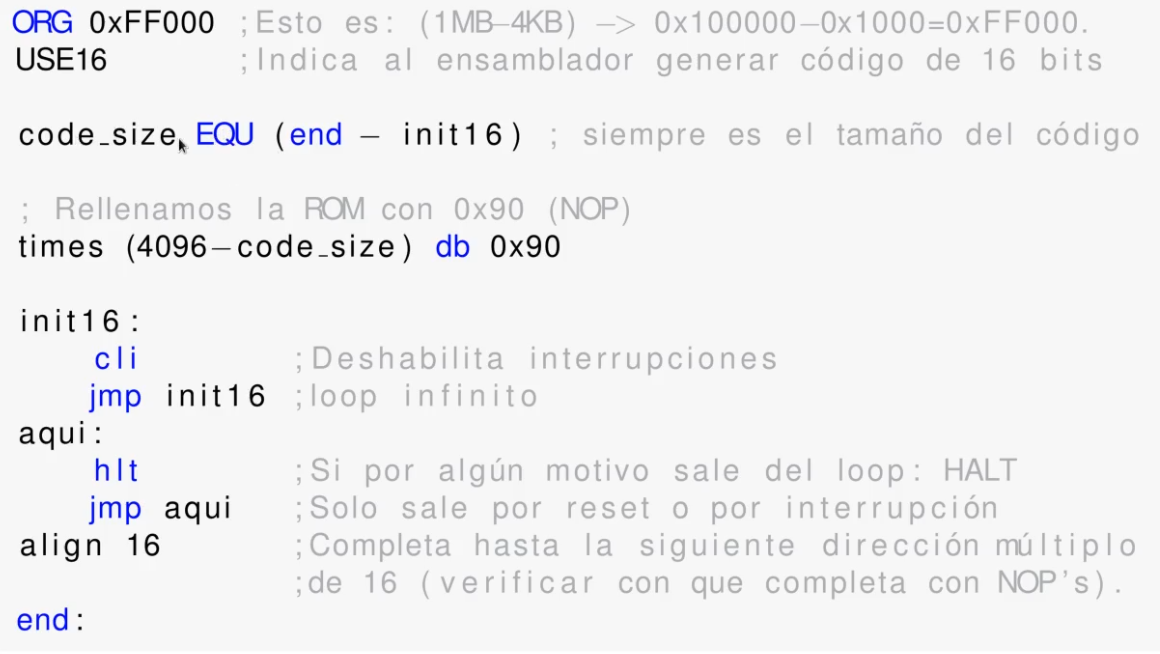 ORG 0xFF000 ;Esto es: (1MB-4KB) -> 0x100000-0x1000=0xFF000.
USE16 ;Indica al ensamblador generar código de 16 bits
code_size EQU (end - init16) ; siempre es el tamaño del código
; Rellenamos la ROM con 0x90 (NOP)
times (4096-code_size) db 0x90
init16:
cli ;Deshabilita interrupciones
jmp init16 ;loop infinito
aqui:
hlt ;Si por algún motivo sale del loop: HALT
jmp aqui ;Solo sale por reset o por interrupción
align 16 ;Completa hasta la siguiente dirección múltiplo
;de 16 (verificar con que completa con NOP's).
end: